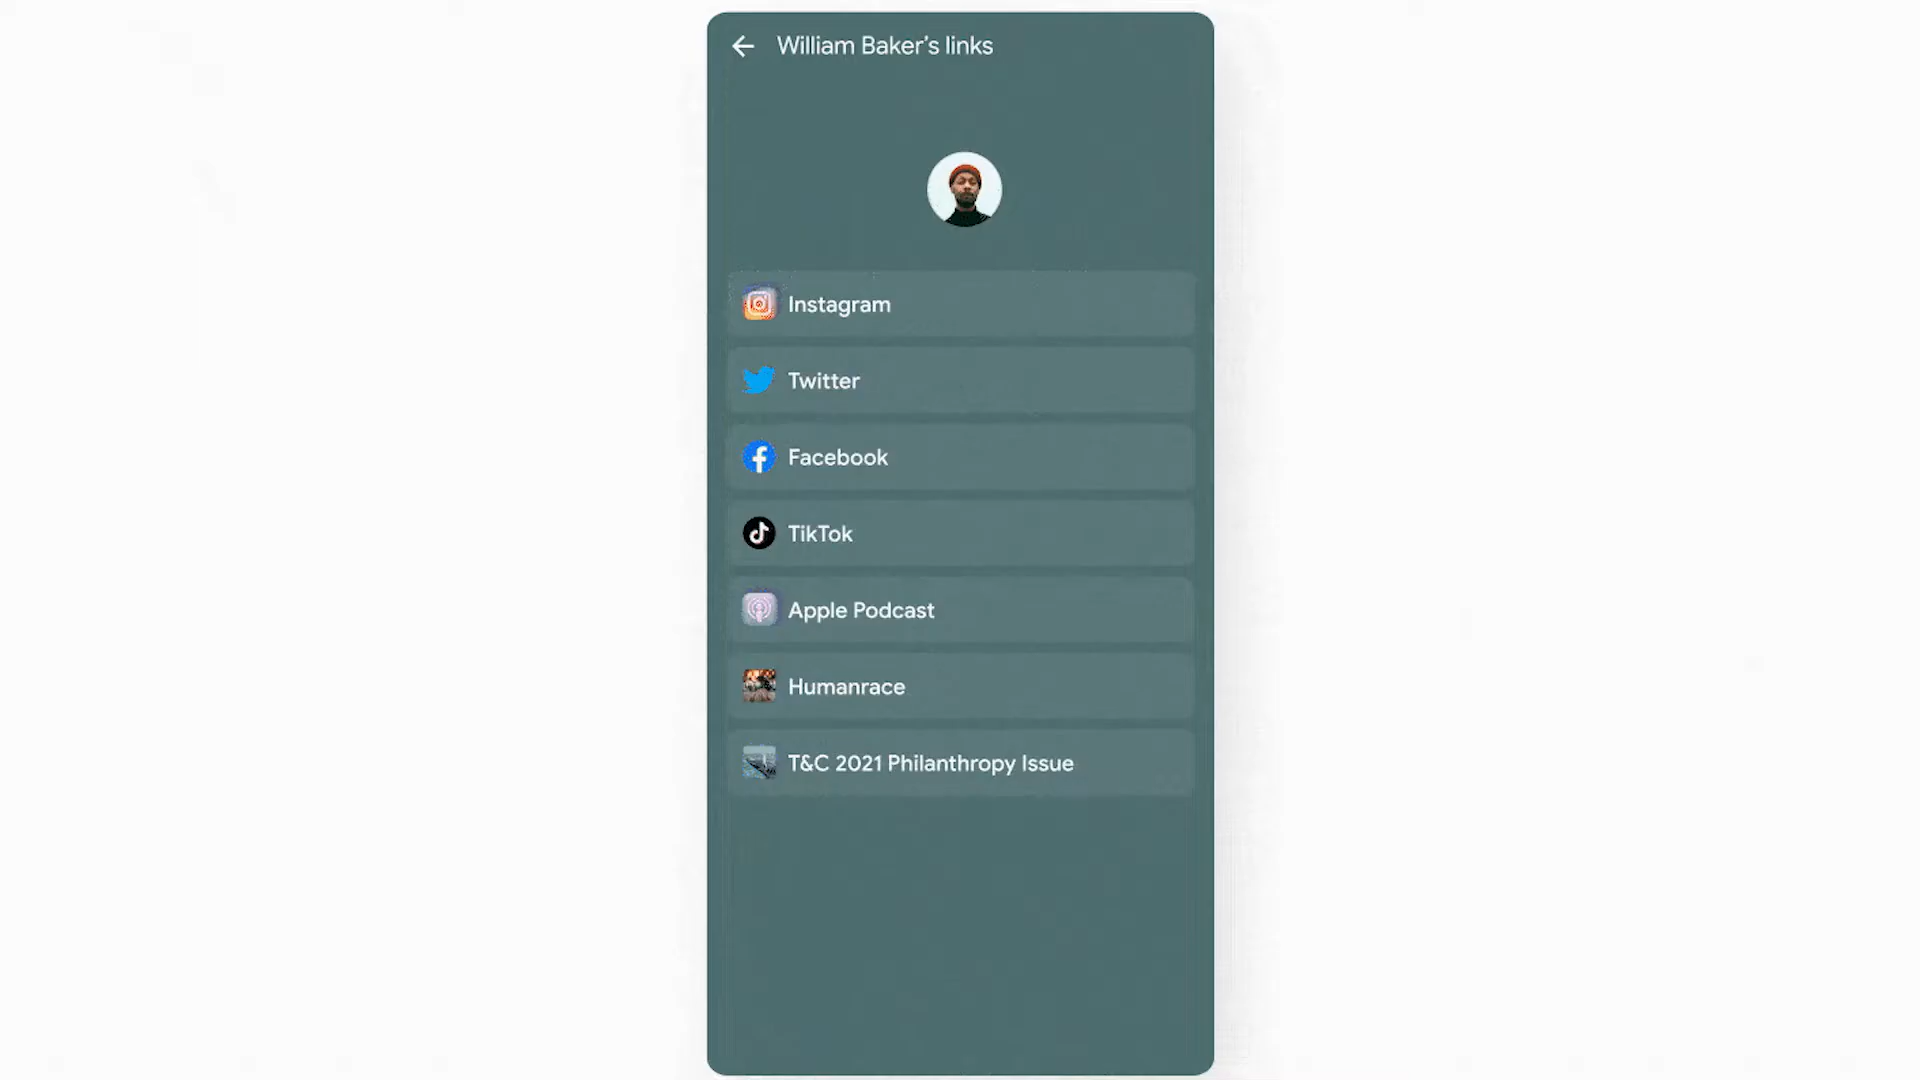 William Baker’s links
Instagram
Twitter
Facebook
TikTok
Apple Podcast
Humanrace
T&C 2021 Philanthropy Issue